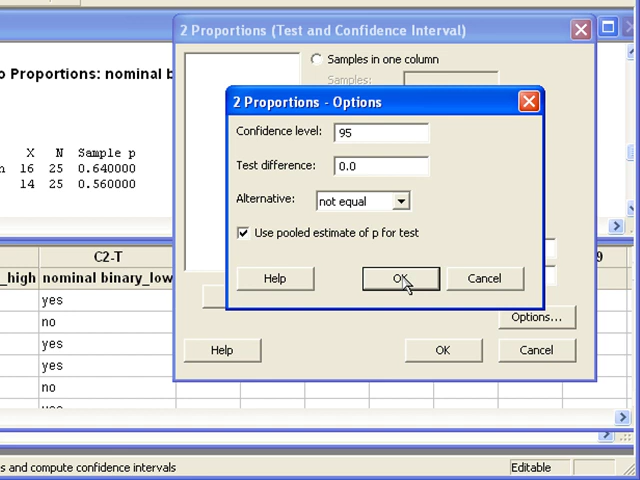 2 Proportions (Test and Confidence Interval)
Samples in one column
Samples:
o Proportions: nominal b
2 Proportions - Options
Confidence level: 95
Test difference: 0.0
Alternative: not equal
Use pooled estimate of p for test
Help OK Cancel
X N Sample p
16 25 0.640000
14 25 0.560000
C2-T
9
_high nominal binary_low
yes
no
yes
yes
no
Options...
Help OK Cancel
s and compute confidence intervals
Editable